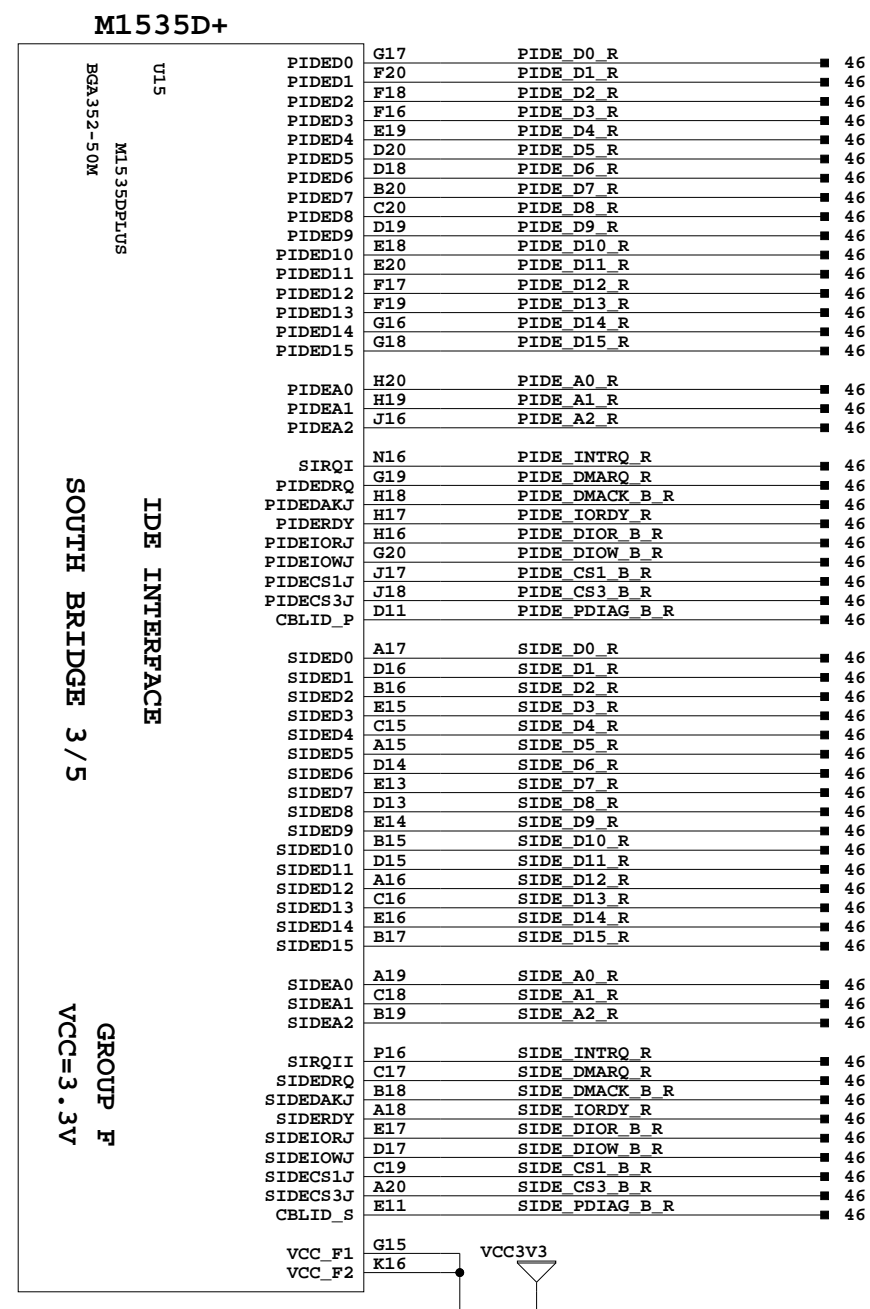 M1535D+
U15
BGA352-50M
M1535DPLUS
SOUTH BRIDGE 3/5
IDE INTERFACE
GROUP F
VCC=3.3V
PIDED0 G17 PIDE_D0_R 46
PIDED1 F20 PIDE_D1_R 46
PIDED2 F18 PIDE_D2_R 46
PIDED3 F16 PIDE_D3_R 46
PIDED4 E19 PIDE_D4_R 46
PIDED5 D20 PIDE_D5_R 46
PIDED6 D18 PIDE_D6_R 46
PIDED7 B20 PIDE_D7_R 46
PIDED8 C20 PIDE_D8_R 46
PIDED9 D19 PIDE_D9_R 46
PIDED10 E18 PIDE_D10_R 46
PIDED11 E20 PIDE_D11_R 46
PIDED12 F17 PIDE_D12_R 46
PIDED13 F19 PIDE_D13_R 46
PIDED14 G16 PIDE_D14_R 46
PIDED15 G18 PIDE_D15_R 46
PIDEA0 H20 PIDE_A0_R 46
PIDEA1 H19 PIDE_A1_R 46
PIDEA2 J16 PIDE_A2_R 46
SIRQI N16 PIDE_INTRQ_R 46
PIDEDRQ G19 PIDE_DMARQ_R 46
PIDEDAKJ H18 PIDE_DMACK_B_R 46
PIDERDY H17 PIDE_IORDY_R 46
PIDEIORJ H16 PIDE_DIOR_B_R 46
PIDEIOWJ G20 PIDE_DIOW_B_R 46
PIDECS1J J17 PIDE_CS1_B_R 46
PIDECS3J J18 PIDE_CS3_B_R 46
CBLID_P D11 PIDE_PDIAG_B_R 46
SIDED0 A17 SIDE_D0_R 46
SIDED1 D16 SIDE_D1_R 46
SIDED2 B16 SIDE_D2_R 46
SIDED3 E15 SIDE_D3_R 46
SIDED4 C15 SIDE_D4_R 46
SIDED5 A15 SIDE_D5_R 46
SIDED6 D14 SIDE_D6_R 46
SIDED7 E13 SIDE_D7_R 46
SIDED8 D13 SIDE_D8_R 46
SIDED9 E14 SIDE_D9_R 46
SIDED10 B15 SIDE_D10_R 46
SIDED11 D15 SIDE_D11_R 46
SIDED12 A16 SIDE_D12_R 46
SIDED13 C16 SIDE_D13_R 46
SIDED14 E16 SIDE_D14_R 46
SIDED15 B17 SIDE_D15_R 46
SIDEA0 A19 SIDE_A0_R 46
SIDEA1 C18 SIDE_A1_R 46
SIDEA2 B19 SIDE_A2_R 46
SIRQII P16 SIDE_INTRQ_R 46
SIDEDRQ C17 SIDE_DMARQ_R 46
SIDEDAKJ B18 SIDE_DMACK_B_R 46
SIDERDY A18 SIDE_IORDY_R 46
SIDEIORJ E17 SIDE_DIOR_B_R 46
SIDEIOWJ D17 SIDE_DIOW_B_R 46
SIDECS1J C19 SIDE_CS1_B_R 46
SIDECS3J A20 SIDE_CS3_B_R 46
CBLID_S E11 SIDE_PDIAG_B_R 46
VCC_F1 G15 VCC3V3
VCC_F2 K16